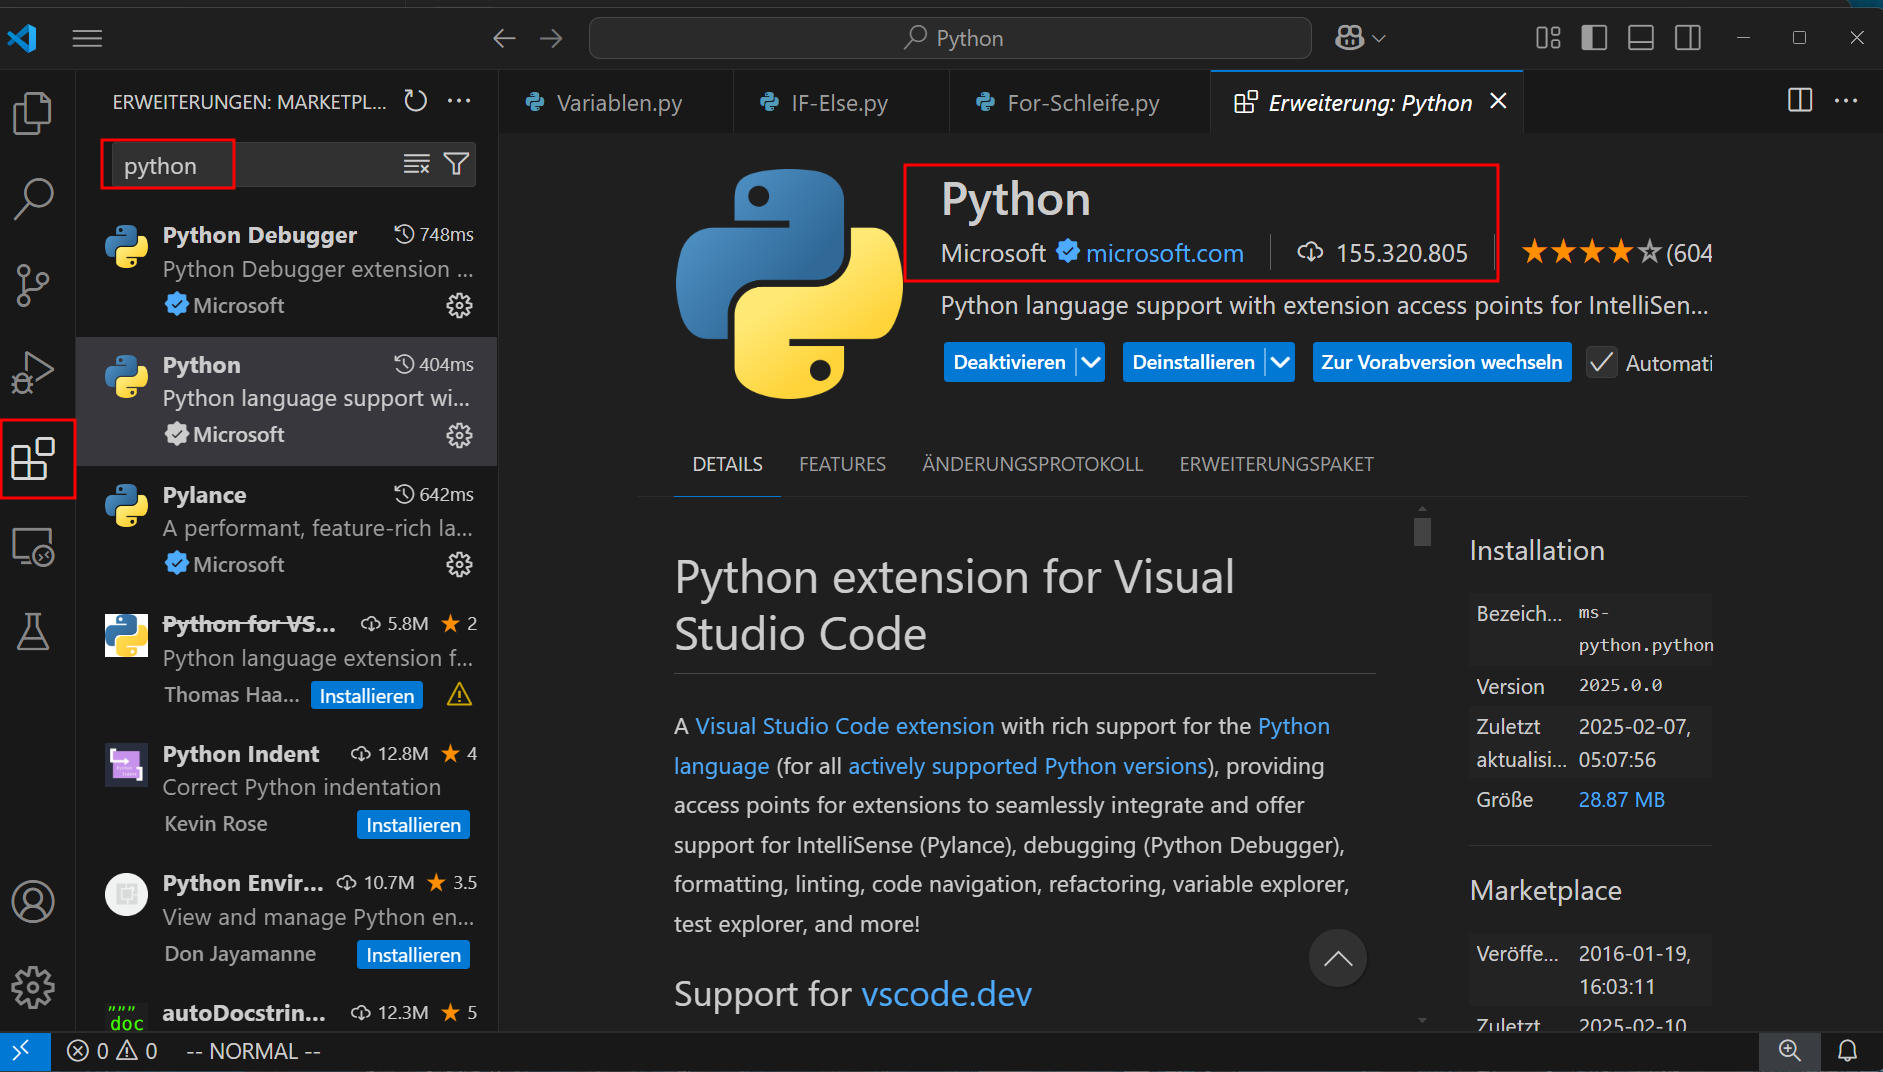 Python
ERWEITERUNGEN: MARKETPL...
python
Python Debugger 748ms
Python Debugger extension ...
Microsoft
Python 404ms
Python language support wi...
Microsoft
Pylance 642ms
A performant, feature-rich la...
Microsoft
Python for VS... 5.8M 2
Python language extension f...
Thomas Haa... Installieren
Python Indent 12.8M 4
Correct Python indentation
Kevin Rose Installieren
Python Envir... 10.7M 3.5
View and manage Python en...
Don Jayamanne Installieren
autoDocstrin... 12.3M 5
"""
doc
Variablen.py IF-Else.py For-Schleife.py Erweiterung: Python
Python
Microsoft microsoft.com 155.320.805 (604
Python language support with extension access points for IntelliSen...
Deaktivieren Deinstallieren Zur Vorabversion wechseln Automati
DETAILS FEATURES ÄNDERUNGSPROTOKOLL ERWEITERUNGSPAKET
Python extension for Visual
Studio Code
A Visual Studio Code extension with rich support for the Python
language (for all actively supported Python versions), providing
access points for extensions to seamlessly integrate and offer
support for IntelliSense (Pylance), debugging (Python Debugger),
formatting, linting, code navigation, refactoring, variable explorer,
test explorer, and more!
Support for vscode.dev
Installation
Bezeich... ms-
python.python
Version 2025.0.0
Zuletzt 2025-02-07,
aktualisi... 05:07:56
Größe 28.87 MB
Marketplace
Veröffe... 2016-01-19,
16:03:11
Zuletzt 2025-02-10
0 0 -- NORMAL --